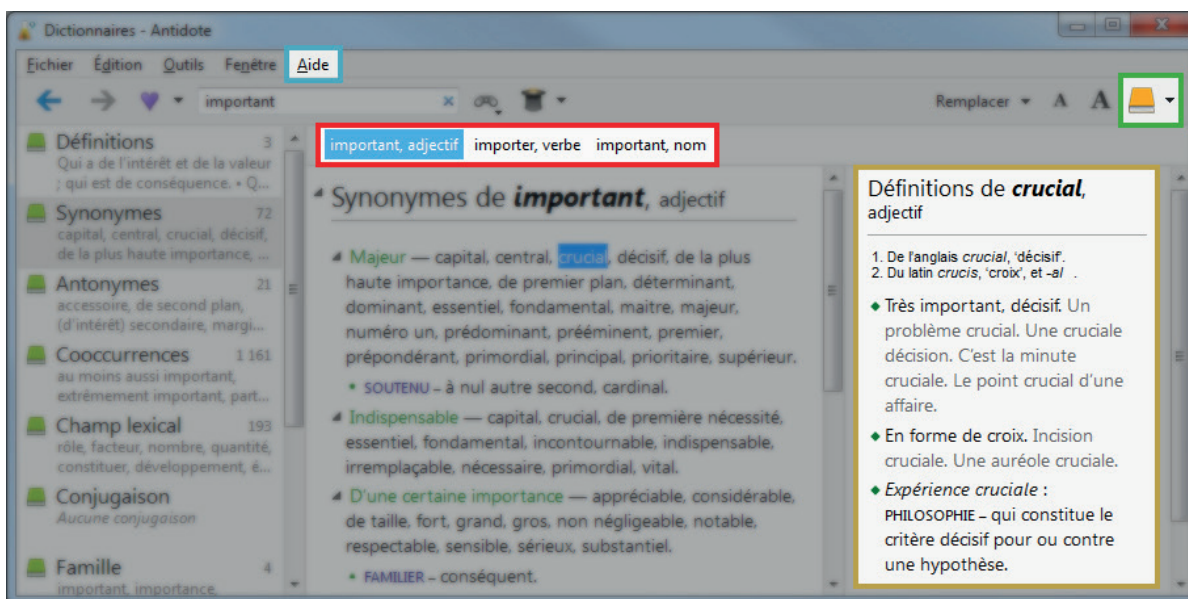 Dictionnaires - Antidote
Fichier Édition Outils Fenêtre Aide
important
Remplacer A A
Définitions 3
Qui a de l'intérêt et de la valeur
; qui est de conséquence. • Q...
Synonymes 72
capital, central, crucial, décisif,
de la plus haute importance, ...
Antonymes 21
accessoire, de second plan,
(d'intérêt) secondaire, margi...
Cooccurrences 1 161
au moins aussi important,
extrêmement important, part...
Champ lexical 193
rôle, facteur, nombre, quantité,
constituer, développement, é...
Conjugaison
Aucune conjugaison
Famille 4
important, importance,
important, adjectif importer, verbe important, nom
Synonymes de important, adjectif
Majeur — capital, central, crucial, décisif, de la plus
haute importance, de premier plan, déterminant,
dominant, essentiel, fondamental, maitre, majeur,
numéro un, prédominant, prééminent, premier,
prépondérant, primordial, principal, prioritaire, supérieur.
• SOUTENU – à nul autre second, cardinal.
Indispensable — capital, crucial, de première nécessité,
essentiel, fondamental, incontournable, indispensable,
irremplaçable, nécessaire, primordial, vital.
D'une certaine importance — appréciable, considérable,
de taille, fort, grand, gros, non négligeable, notable,
respectable, sensible, sérieux, substantiel.
• FAMILIER – conséquent.
Définitions de crucial,
adjectif
1. De l'anglais crucial, 'décisif'.
2. Du latin crucis, 'croix', et -al .
Très important, décisif. Un
problème crucial. Une cruciale
décision. C'est la minute
cruciale. Le point crucial d'une
affaire.
En forme de croix. Incision
cruciale. Une auréole cruciale.
Expérience cruciale :
PHILOSOPHIE – qui constitue le
critère décisif pour ou contre
une hypothèse.